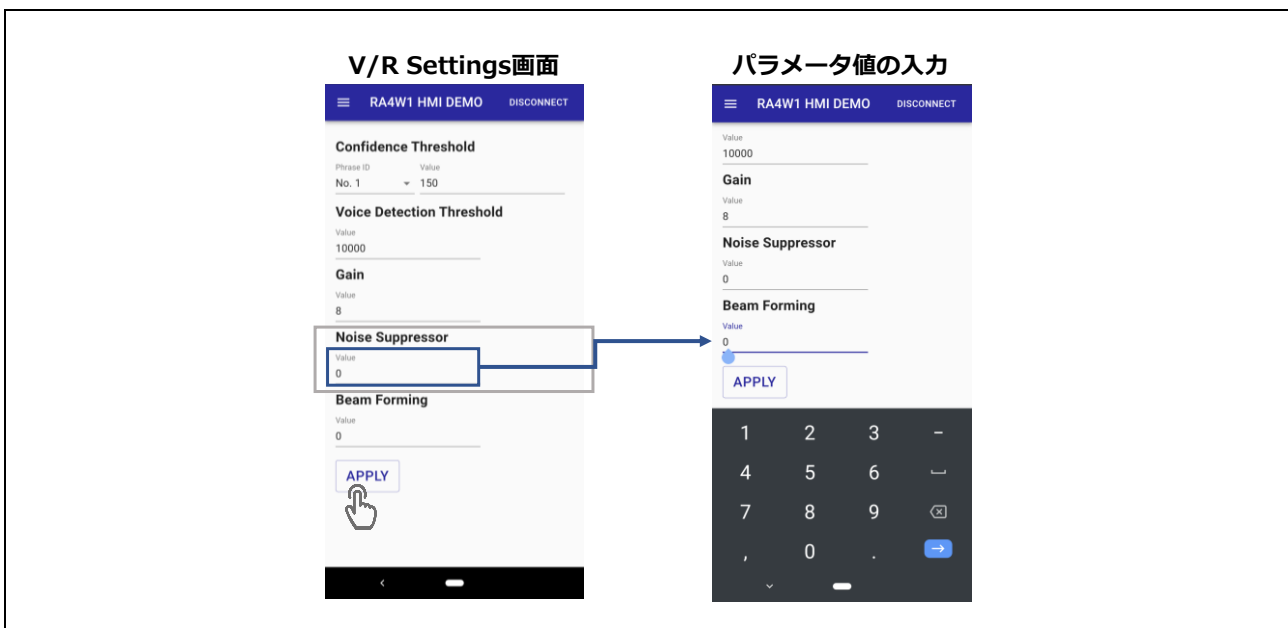 V/R Settings画面
RA4W1 HMI DEMO DISCONNECT
Confidence Threshold
Phrase ID Value
No. 1 150
Voice Detection Threshold
Value
10000
Gain
Value
8
Noise Suppressor
Value
0
Beam Forming
Value
0
APPLY
パラメータ値の入力
RA4W1 HMI DEMO DISCONNECT
Value
10000
Gain
Value
8
Noise Suppressor
Value
0
Beam Forming
Value
0
APPLY
1 2 3 -
4 5 6
7 8 9
, 0 .